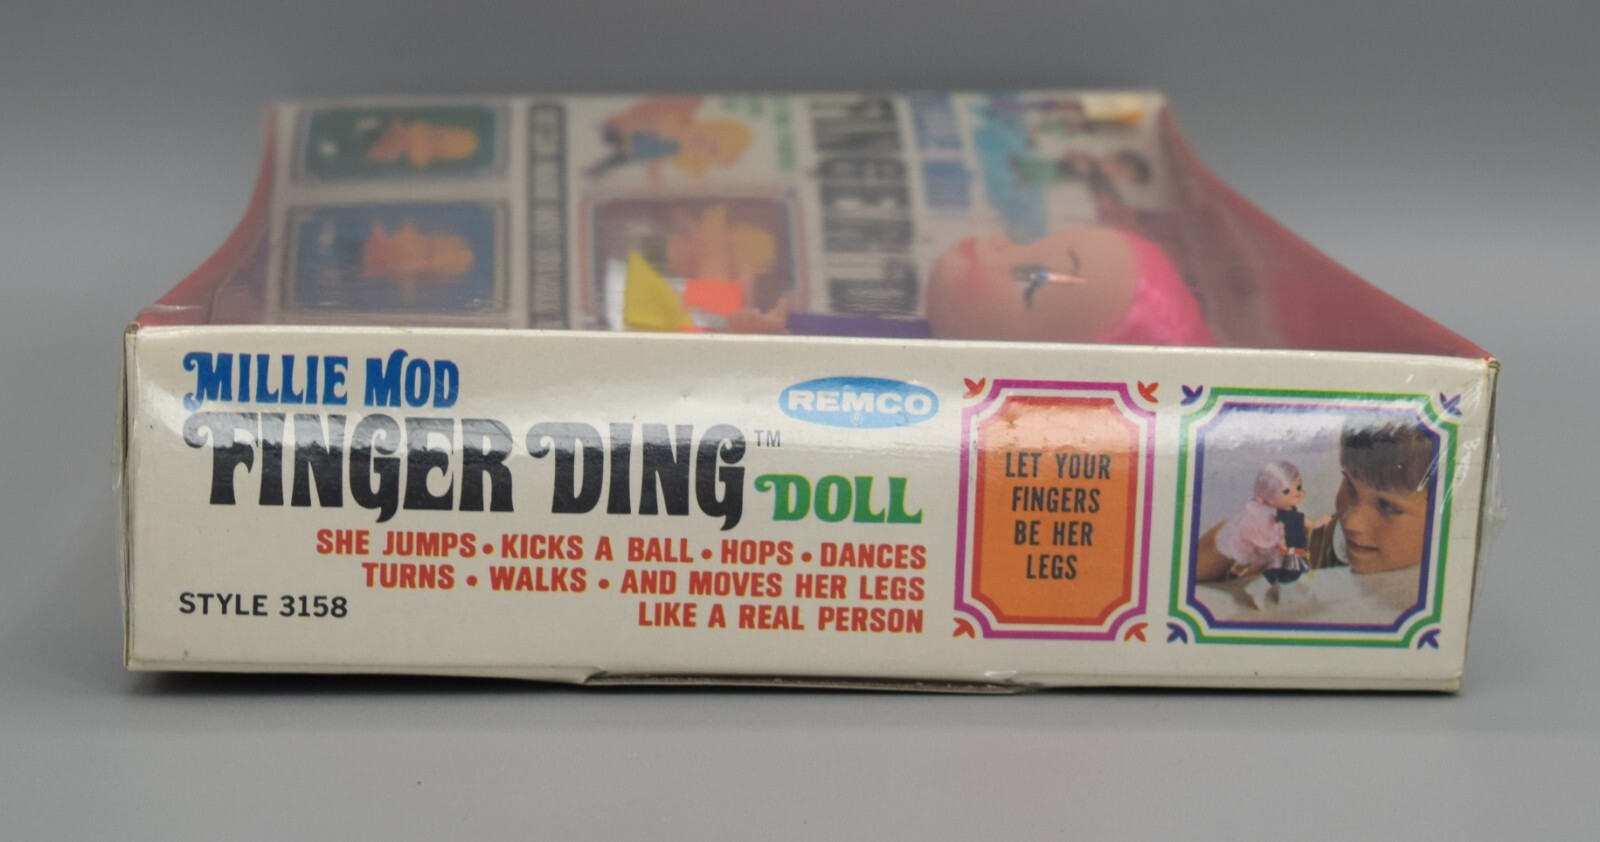 MILLIE MOD
FINGER DING™ DOLL
REMCO
SHE JUMPS • KICKS A BALL • HOPS • DANCES
TURNS • WALKS • AND MOVES HER LEGS
LIKE A REAL PERSON
STYLE 3158
LET YOUR
FINGERS
BE HER
LEGS